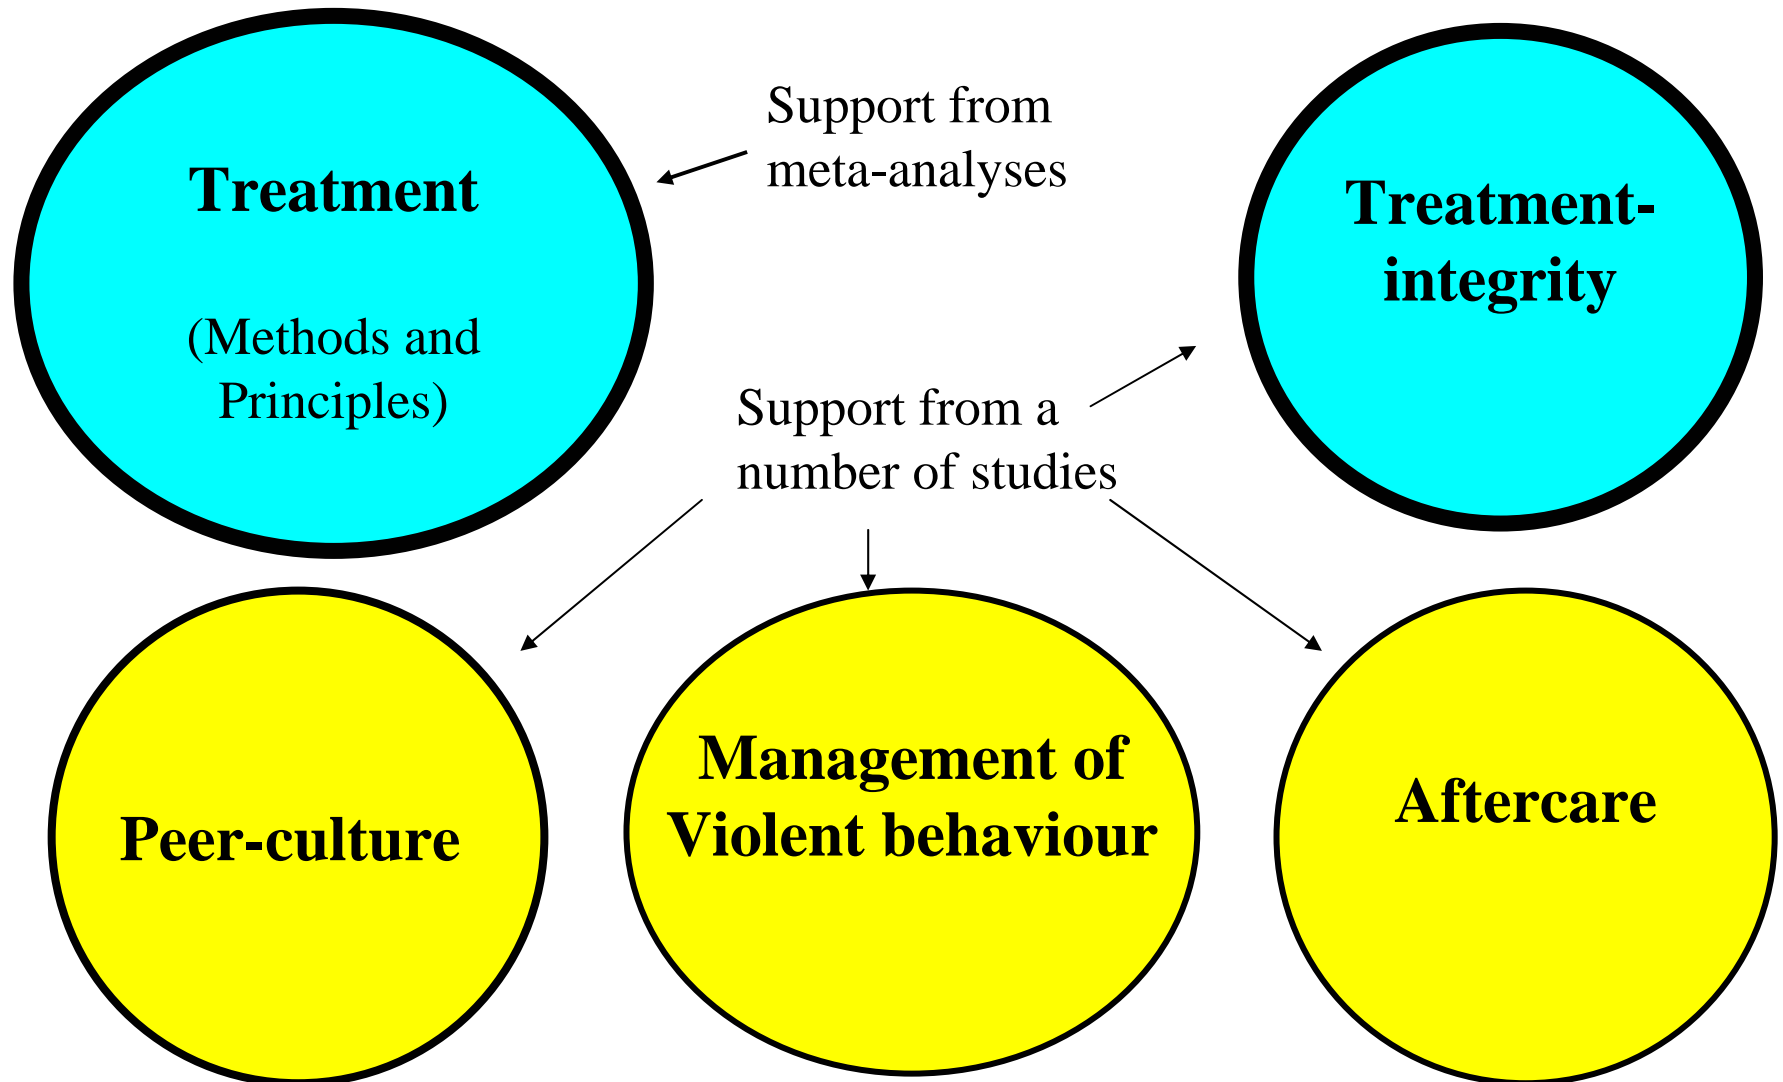 Treatment
(Methods and
Principles)
Support from
meta-analyses
Treatment-
integrity
Support from a
number of studies
Peer-culture
Management of
Violent behaviour
Aftercare